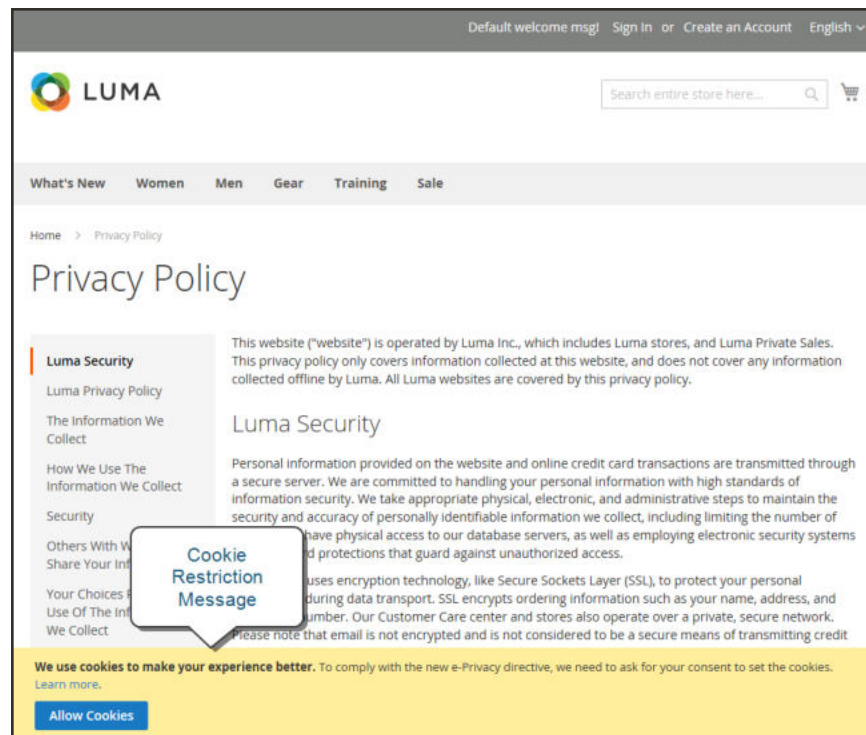 Default welcome msg! Sign In or Create an Account English
LUMA
Search entire store here...
What's New Women Men Gear Training Sale
Home > Privacy Policy
Privacy Policy
Luma Security
Luma Privacy Policy
The Information We
Collect
How We Use The
Information We Collect
Security
Others With W
Share Your Inf
Your Choices
Use Of The Inf
We Collect
This website ("website") is operated by Luma Inc., which includes Luma stores, and Luma Private Sales.
This privacy policy only covers information collected at this website, and does not cover any information
collected offline by Luma. All Luma websites are covered by this privacy policy.
Luma Security
Personal information provided on the website and online credit card transactions are transmitted through
a secure server. We are committed to handling your personal information with high standards of
information security. We take appropriate physical, electronic, and administrative steps to maintain the
security and accuracy of personally identifiable information we collect, including limiting the number of
have physical access to our database servers, as well as employing electronic security systems
protections that guard against unauthorized access.
uses encryption technology, like Secure Sockets Layer (SSL), to protect your personal
during data transport. SSL encrypts ordering information such as your name, address, and
umber. Our Customer Care center and stores also operate over a private, secure network.
Please note that email is not encrypted and is not considered to be a secure means of transmitting credit
Cookie
Restriction
Message
We use cookies to make your experience better. To comply with the new e-Privacy directive, we need to ask for your consent to set the cookies.
Learn more.
Allow Cookies